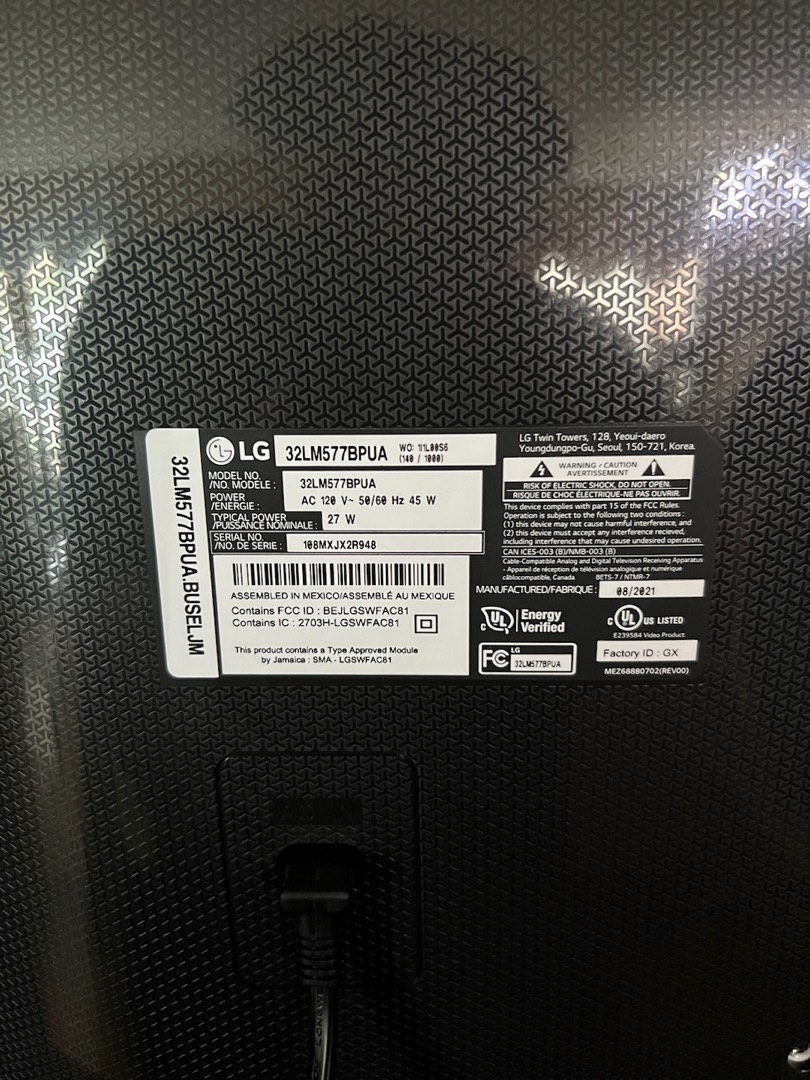 32LM577BPUA.BUSELJM
LG
32LM577BPUA
WO: 111L00S6
(140 / 1000)
MODEL NO.
/NO. MODÈLE :
32LM577BPUA
POWER
/ÉNERGIE :
AC 120 V~ 50/60 Hz 45 W
TYPICAL POWER
/PUISSANCE NOMINALE :
27 W
SERIAL NO.
/NO. DE SERIE :
108MXJX2R948
ASSEMBLED IN MEXICO/ASSEMBLÉ AU MEXIQUE
Contains FCC ID : BEJLGSWFAC81
Contains IC : 2703H-LGSWFAC81
This product contains a Type Approved Module
by Jamaica : SMA - LGSWFAC81
LG Twin Towers, 128, Yeoui-daero
Youngdungpo-Gu, Seoul, 150-721, Korea.
WARNING / CAUTION
AVERTISSEMENT
RISK OF ELECTRIC SHOCK, DO NOT OPEN.
RISQUE DE CHOC ÉLECTRIQUE-NE PAS OUVRIR.
This device complies with part 15 of the FCC Rules.
Operation is subject to the following two conditions :
(1) this device may not cause harmful interference, and
(2) this device must accept any interference recieved,
including interference that may cause undesired operation.
CAN ICES-003 (B)/NMB-003 (B)
Cable-Compatible Analog and Digital Television Receiving Apparatus
- Appareil de réception de télévision analogique et numérique
câblocompatible, Canada BETS-7 / NTMR-7
MANUFACTURED/FABRIQUE :
08/2021
c UL
Energy
Verified
c UL US LISTED
E239584 Video Product
FC
LG
32LM577BPUA
Factory ID : GX
MEZ68880702(REV00)